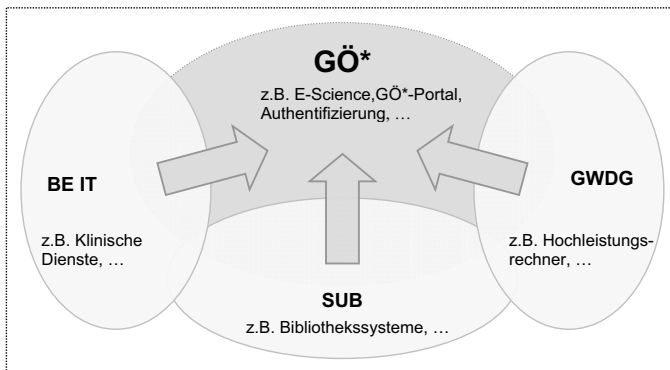 GÖ*
z.B. E-Science,GÖ*-Portal,
Authentifizierung, …
BE IT
z.B. Klinische
Dienste, …
GWDG
z.B. Hochleistungs-
rechner, …
SUB
z.B. Bibliothekssysteme, …